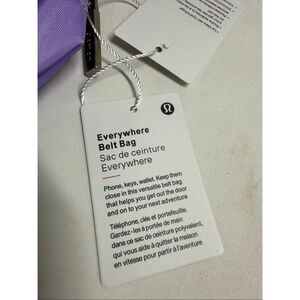 Everywhere
Belt Bag
Sac de ceinture
Everywhere
Phone, keys, wallet. Keep them
close in this versatile belt bag
that helps you get out the door
and on to your next adventure
Téléphone, clés et portefeuille.
Gardez-les à portée de main
dans ce sac de ceinture polyvalent,
qui vous aide à quitter la maison
en vitesse pour partir à l'aventure